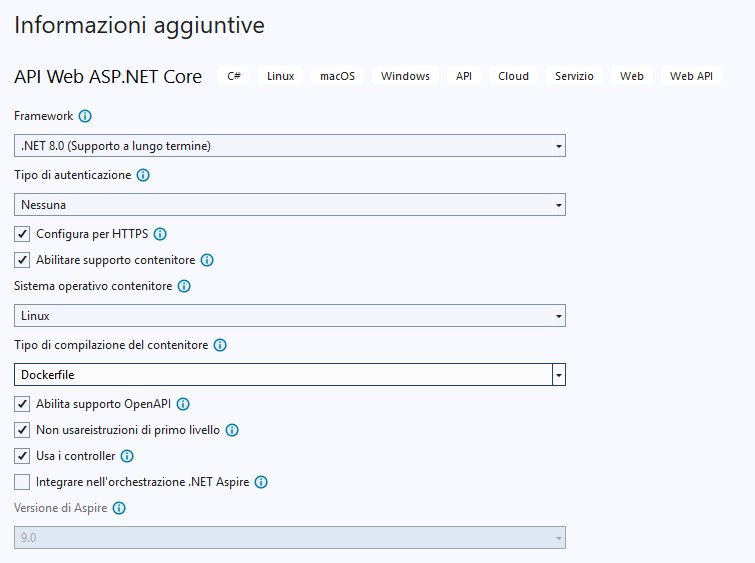 Informazioni aggiuntive
API Web ASP.NET Core C# Linux macOS Windows API Cloud Servizio Web Web API
Framework
.NET 8.0 (Supporto a lungo termine)
Tipo di autenticazione
Nessuna
Configura per HTTPS
Abilitare supporto contenitore
Sistema operativo contenitore
Linux
Tipo di compilazione del contenitore
Dockerfile
Abilita supporto OpenAPI
Non usareistruzioni di primo livello
Usa i controller
Integrare nell'orchestrazione .NET Aspire
Versione di Aspire
9.0